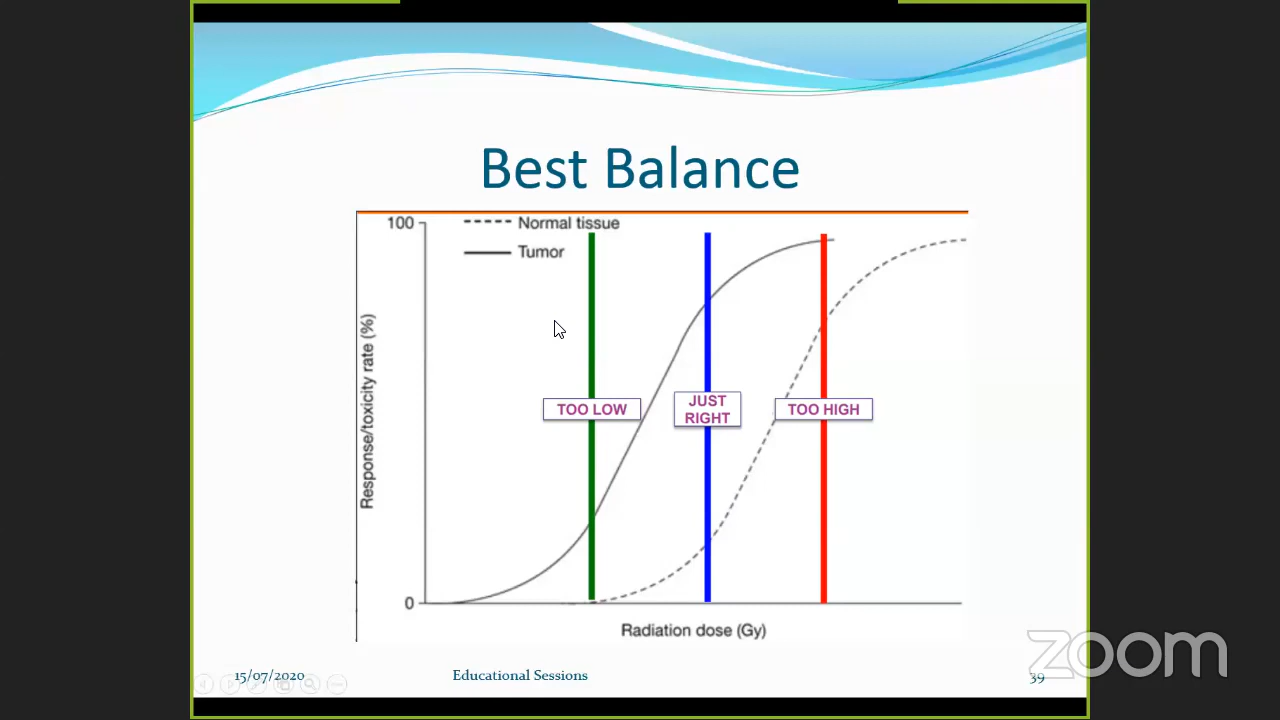 Best Balance
100
Normal tissue
Tumor
Response/toxicity rate (%)
TOO LOW
JUST
RIGHT
TOO HIGH
0
Radiation dose (Gy)
zoom
15/07/2020
Educational Sessions
39